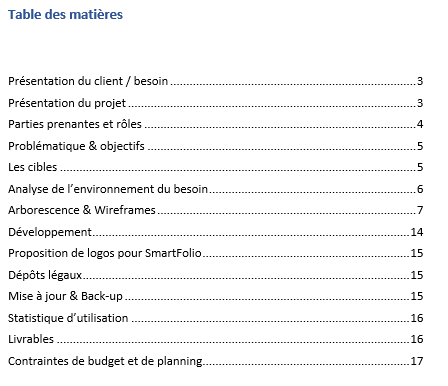 Table des matières
Présentation du client / besoin 3
Présentation du projet 3
Parties prenantes et rôles 4
Problématique & objectifs 5
Les cibles 5
Analyse de l'environnement du besoin 6
Arborescence & Wireframes 7
Développement 14
Proposition de logos pour SmartFolio 15
Dépôts légaux 15
Mise à jour & Back-up 15
Statistique d'utilisation 16
Livrables 16
Contraintes de budget et de planning 17